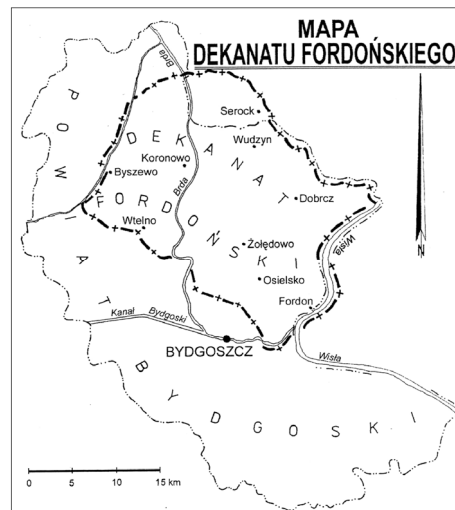 MAPA
DEKANATU FORDOŃSKIEGO
Brda
POWIAT
BYDGOSKI
DEKANAT
FORDOŃSKI
Serock
Wudzyn
Koronowo
Byszewo
Brda
Dobrcz
Wtelno
Żołędowo
Wisła
Osielsko
Fordon
N
Kanał Bydgoski
BYDGOSZCZ
Wisła
0 5 10 15 km